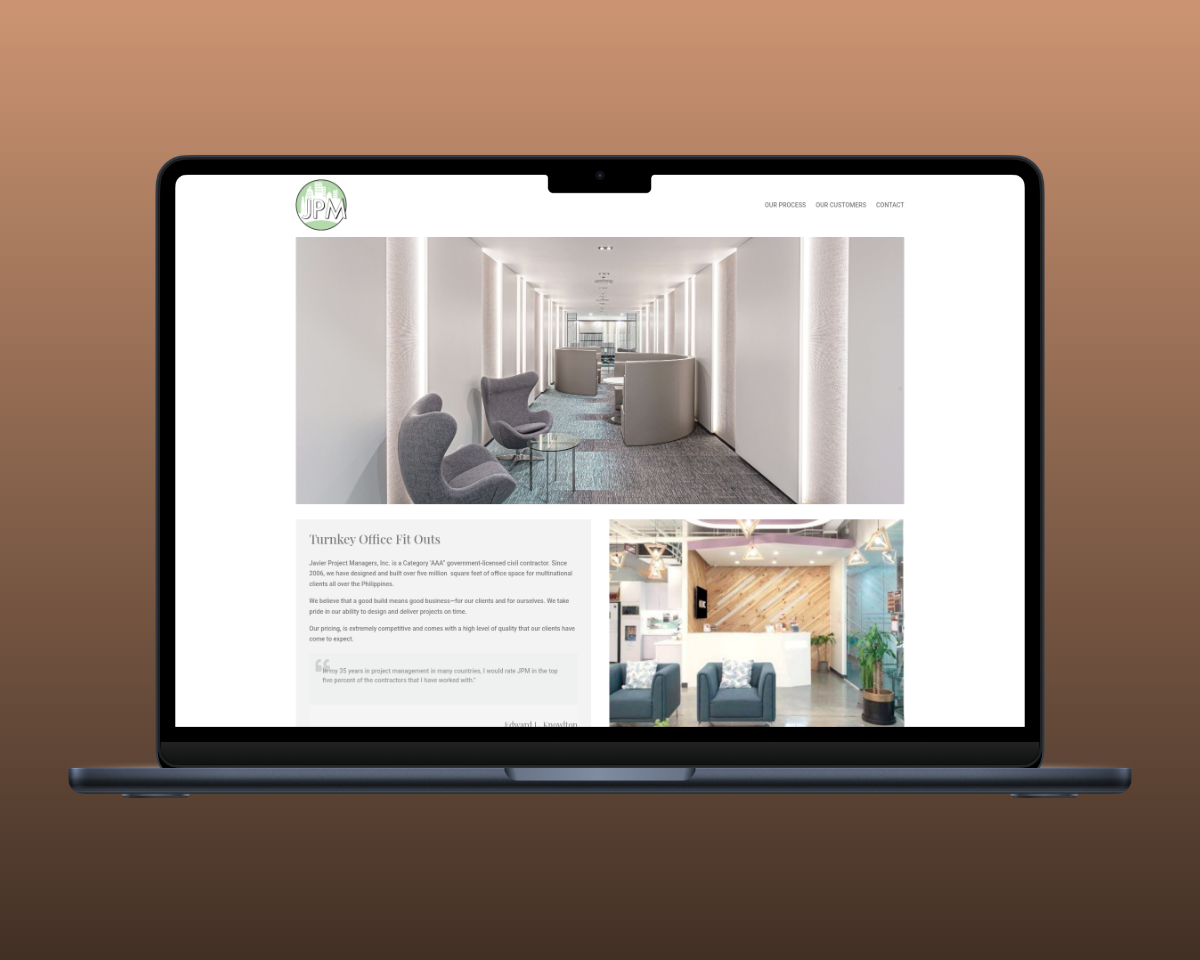 JPM
OUR PROCESS OUR CUSTOMERS CONTACT
Turnkey Office Fit Outs
Javier Project Managers, Inc. is a Category 'AAA" government-licensed civil contractor. Since
2006, we have designed and built over five million square feet of office space for multinational
clients all over the Philippines.
We believe that a good build means good business—for our clients and for ourselves. We take
pride in our ability to design and deliver projects on time.
Our pricing, is extremely competitive and comes with a high level of quality that our clients have
come to expect.
my 35 years in project management in many countries, I would rate JPM in the top
five percent of the contractors that I have worked with."
Edward L. Knowlton